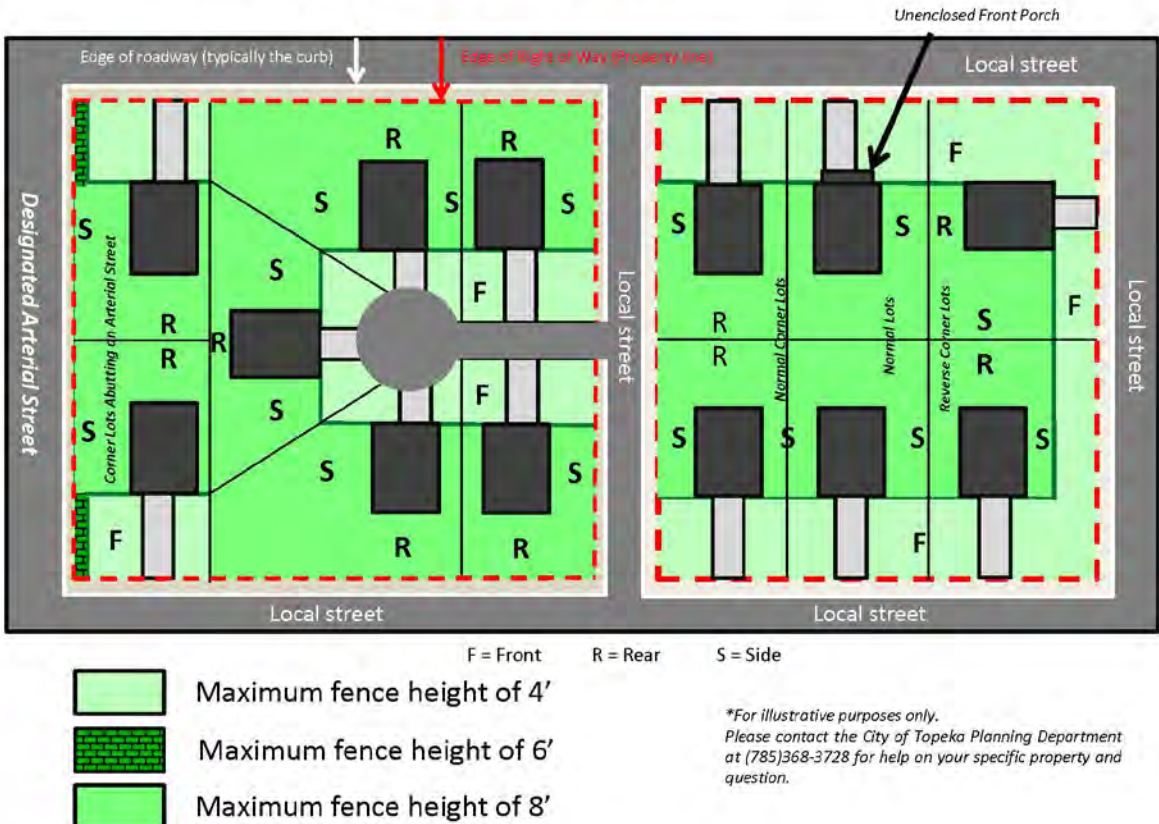 Unenclosed Front Porch
Edge of roadway (typically the curb)
Edge of Right of Way (Property line)
Local street
Designated Arterial Street
Corner Lots Abutting an Arterial Street
R
R
S
S
S
S
S
R
R
R
F
F
S
S
F
S
S
R
R
Local street
Local street
F
S
S
R
R
R
Normal Corner Lots
Normal Lots
Reverse Corner Lots
S
R
F
S
S
S
S
F
Local street
Local street
F = Front R = Rear S = Side
Maximum fence height of 4’
Maximum fence height of 6’
Maximum fence height of 8’
*For illustrative purposes only.
Please contact the City of Topeka Planning Department
at (785)368-3728 for help on your specific property and
question.